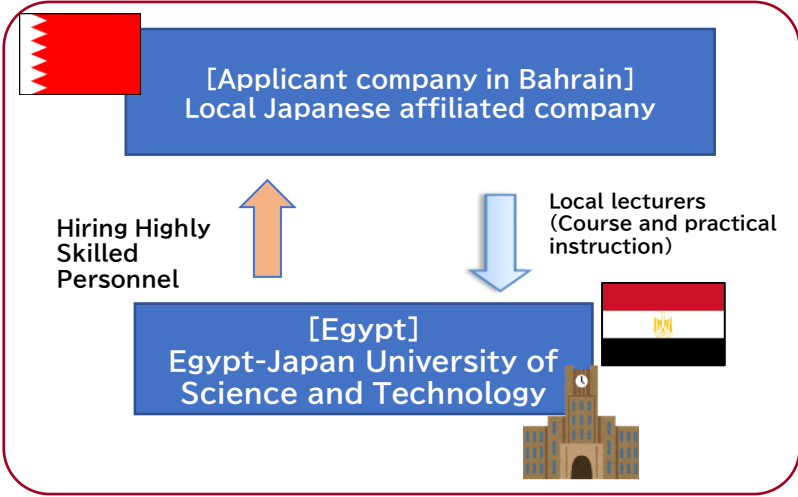 [Applicant company in Bahrain]
Local Japanese affiliated company
Hiring Highly
Skilled
Personnel
Local lecturers
(Course and practical
instruction)
[Egypt]
Egypt-Japan University of
Science and Technology